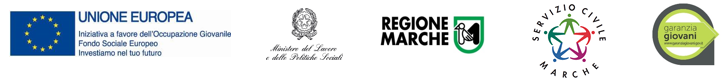 UNIONE EUROPEA
Iniziativa a favore dell'Occupazione Giovanile
Fondo Sociale Europeo
Investiamo nel tuo futuro
Ministero del Lavoro
e delle Politiche Sociali
REGIONE
MARCHE
SERVIZIO CIVILE
MARCHE
garanzia
giovani